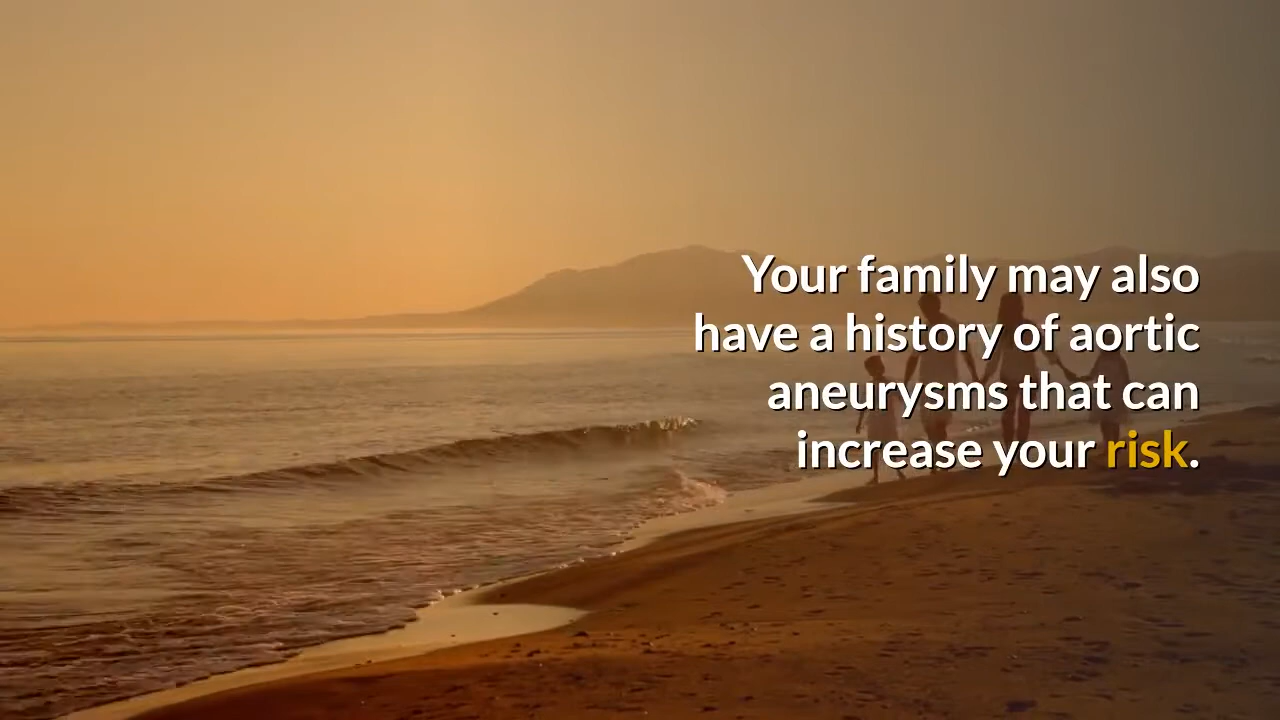 Your family may also
have a history of aortic
aneurysms that can
increase your risk.